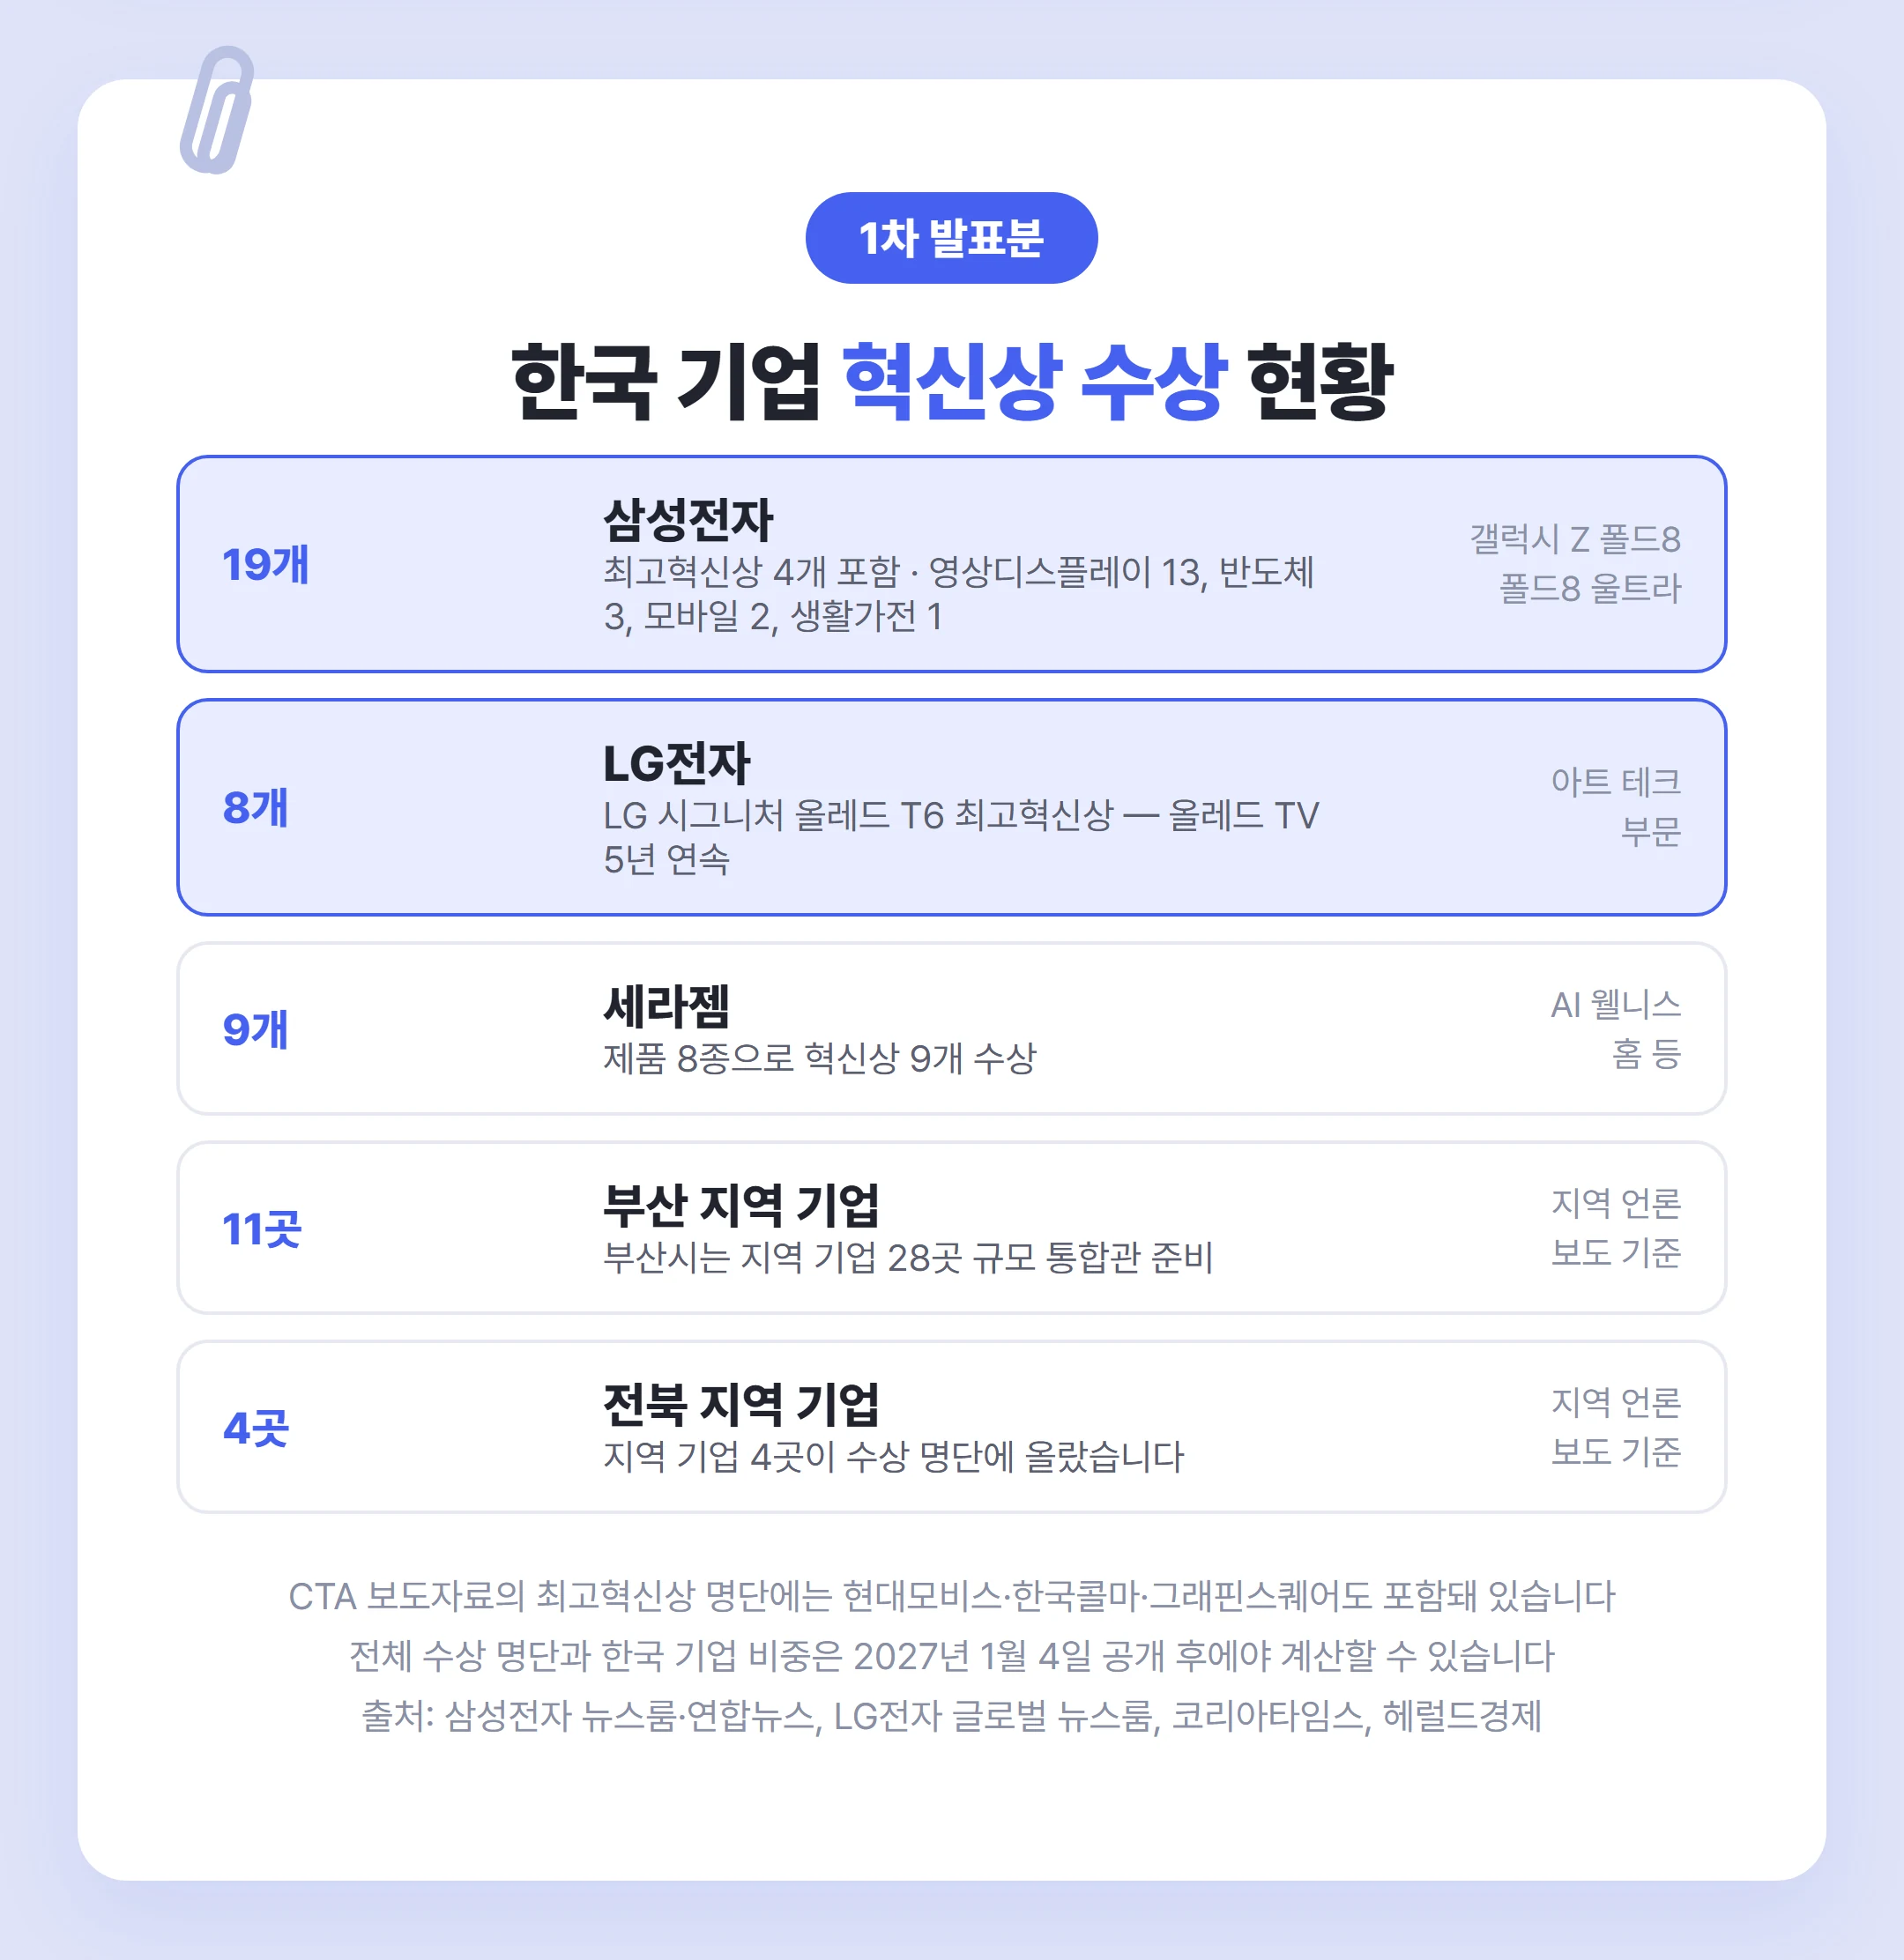 1차 발표분
한국 기업 혁신상 수상 현황
19개
삼성전자
최고혁신상 4개 포함 · 영상디스플레이 13, 반도체
3, 모바일 2, 생활가전 1
갤럭시 Z 폴드8
폴드8 울트라
8개
LG전자
LG 시그니처 올레드 T6 최고혁신상 — 올레드 TV
5년 연속
아트 테크
부문
9개
세라젬
제품 8종으로 혁신상 9개 수상
AI 웰니스
홈 등
11곳
부산 지역 기업
부산시는 지역 기업 28곳 규모 통합관 준비
지역 언론
보도 기준
4곳
전북 지역 기업
지역 기업 4곳이 수상 명단에 올랐습니다
지역 언론
보도 기준
CTA 보도자료의 최고혁신상 명단에는 현대모비스·한국콜마·그래핀스퀘어도 포함돼 있습니다
전체 수상 명단과 한국 기업 비중은 2027년 1월 4일 공개 후에야 계산할 수 있습니다
출처: 삼성전자 뉴스룸·연합뉴스, LG전자 글로벌 뉴스룸, 코리아타임스, 헤럴드경제